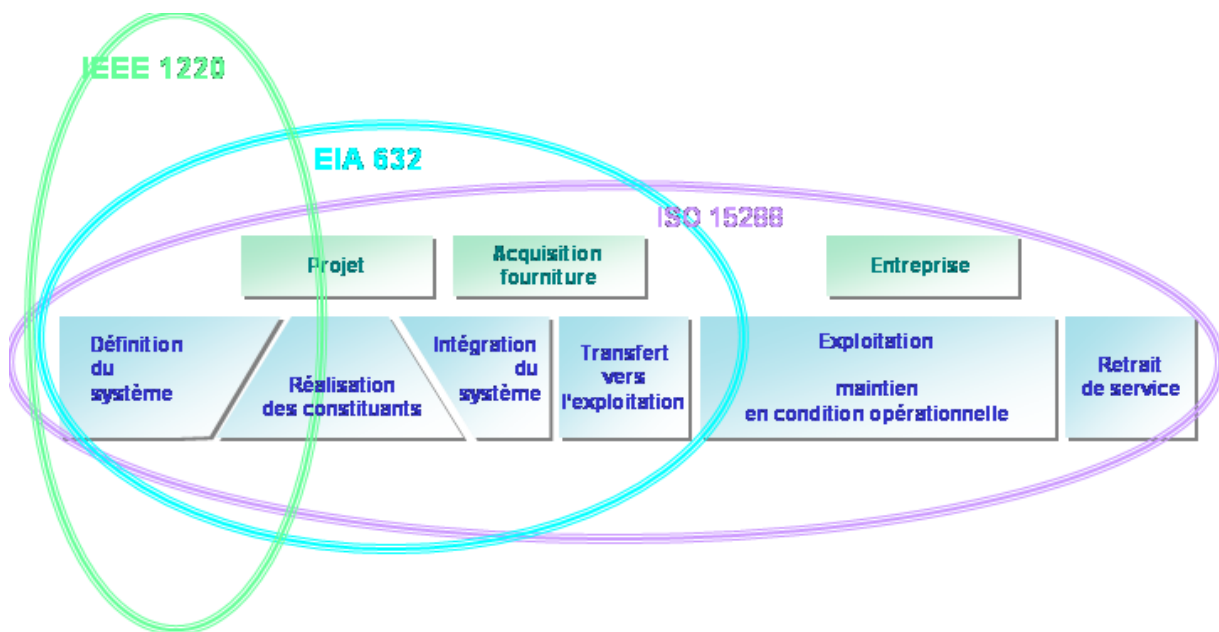 IEEE 1220
EIA 632
ISO 15288
Projet
Acquisition
fourniture
Entreprise
Définition
du
système
Réalisation
des constituants
Intégration
du
système
Transfert
vers
l'exploitation
Exploitation
maintien
en condition opérationnelle
Retrait
de service